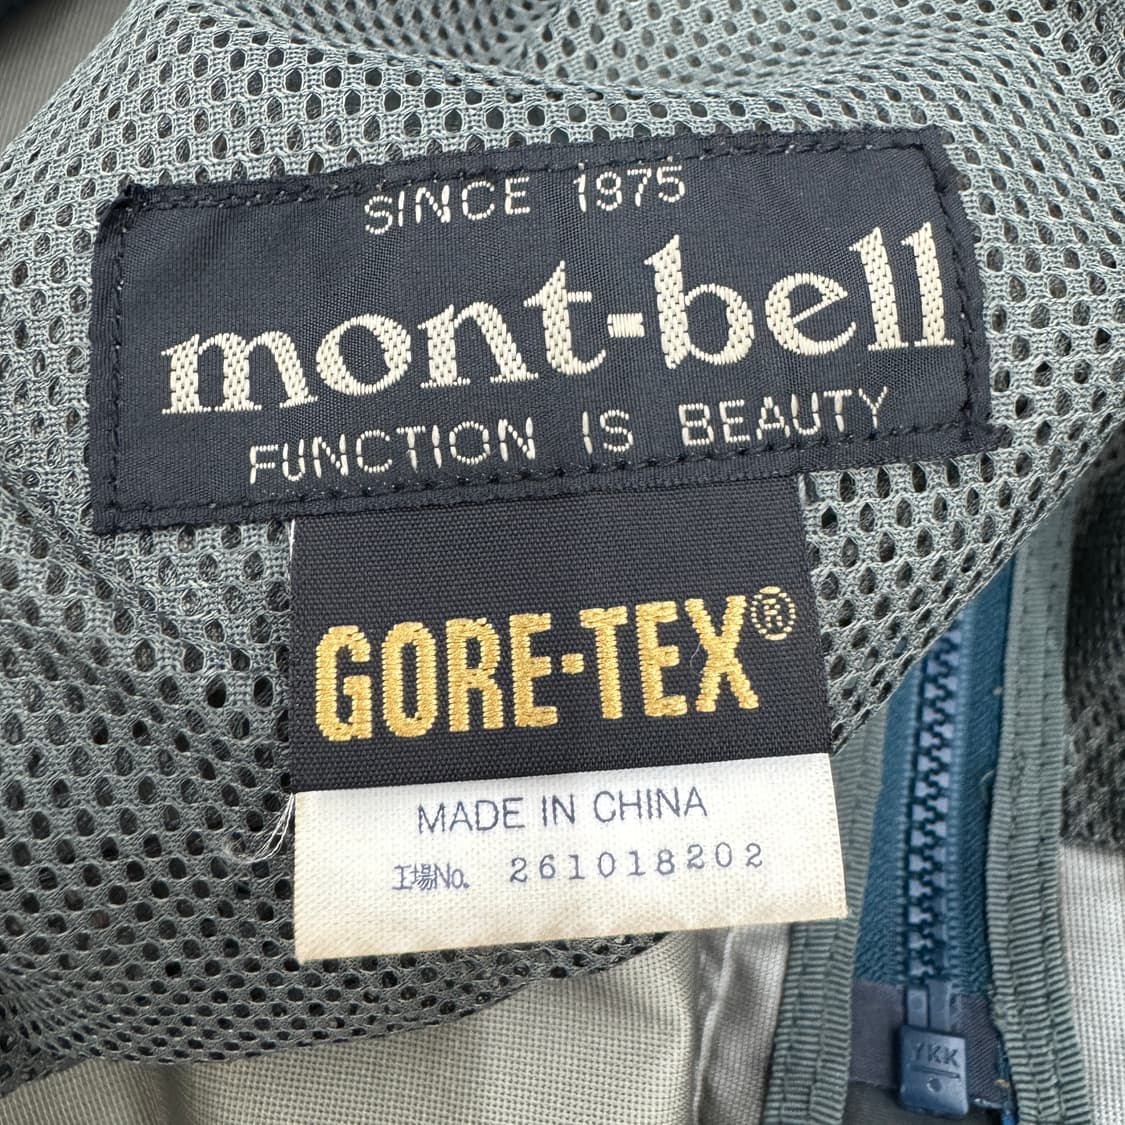 SINCE 1975
mont-bell
FUNCTION IS BEAUTY
GORE-TEX®
MADE IN CHINA
工場No. 261018202
YKK